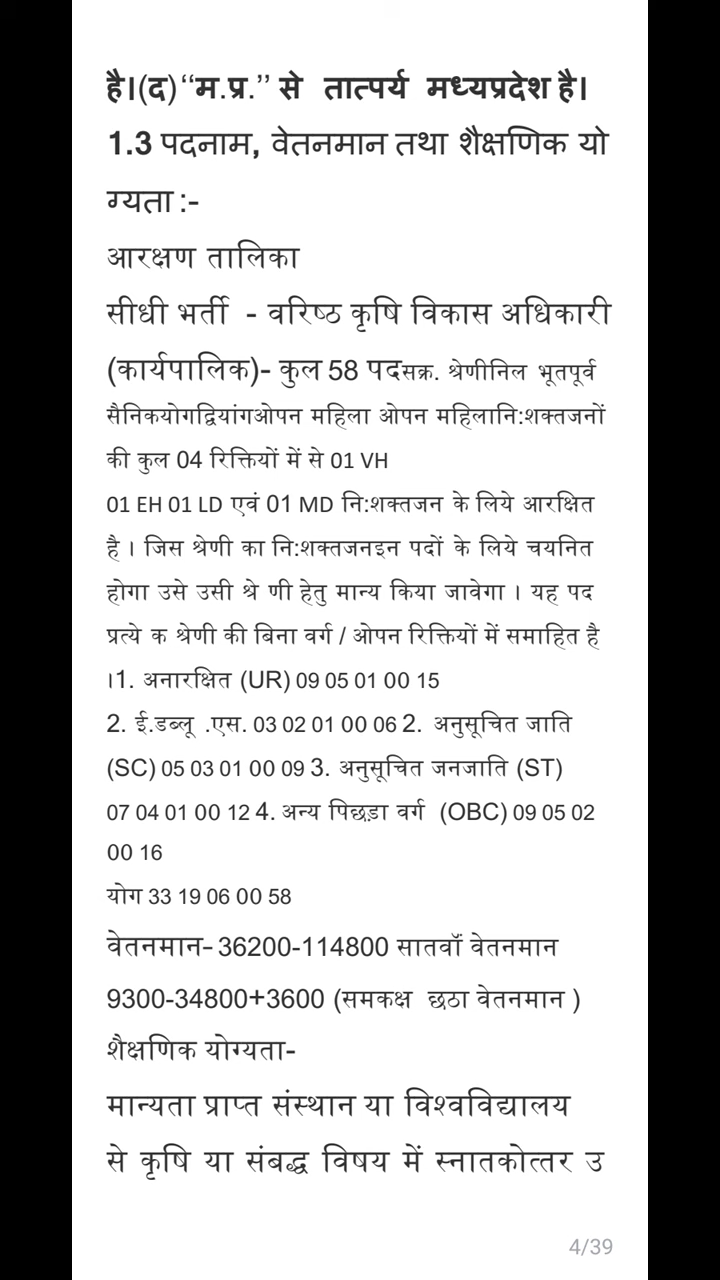 है।(द)“म.प्र.” से तात्पर्य मध्यप्रदेश है।
1.3 पदनाम, वेतनमान तथा शैक्षणिक यो
ग्यता :-
आरक्षण तालिका
सीधी भर्ती - वरिष्ठ कृषि विकास अधिकारी
(कार्यपालिक)- कुल 58 पदसक्र. श्रेणीनिल भूतपूर्व
सैनिकयोगद्वियांगओपन महिला ओपन महिलानि:शक्तजनों
की कुल 04 रिक्तियों में से 01 VH
01 EH 01 LD एवं 01 MD नि:शक्तजन के लिये आरक्षित
है । जिस श्रेणी का नि:शक्तजनइन पदों के लिये चयनित
होगा उसे उसी श्रे णी हेतु मान्य किया जावेगा । यह पद
प्रत्ये क श्रेणी की बिना वर्ग / ओपन रिक्तियों में समाहित है
।1. अनारक्षित (UR) 09 05 01 00 15
2. ई.डब्लू .एस. 03 02 01 00 06 2. अनुसूचित जाति
(SC) 05 03 01 00 09 3. अनुसूचित जनजाति (ST)
07 04 01 00 12 4. अन्य पिछड़ा वर्ग (OBC) 09 05 02
00 16
योग 33 19 06 00 58
वेतनमान- 36200-114800 सातवॉं वेतनमान
9300-34800+3600 (समकक्ष छठा वेतनमान )
शैक्षणिक योग्यता-
मान्यता प्राप्त संस्थान या विश्वविद्यालय
से कृषि या संबद्ध विषय में स्नातकोत्तर उ
4/39